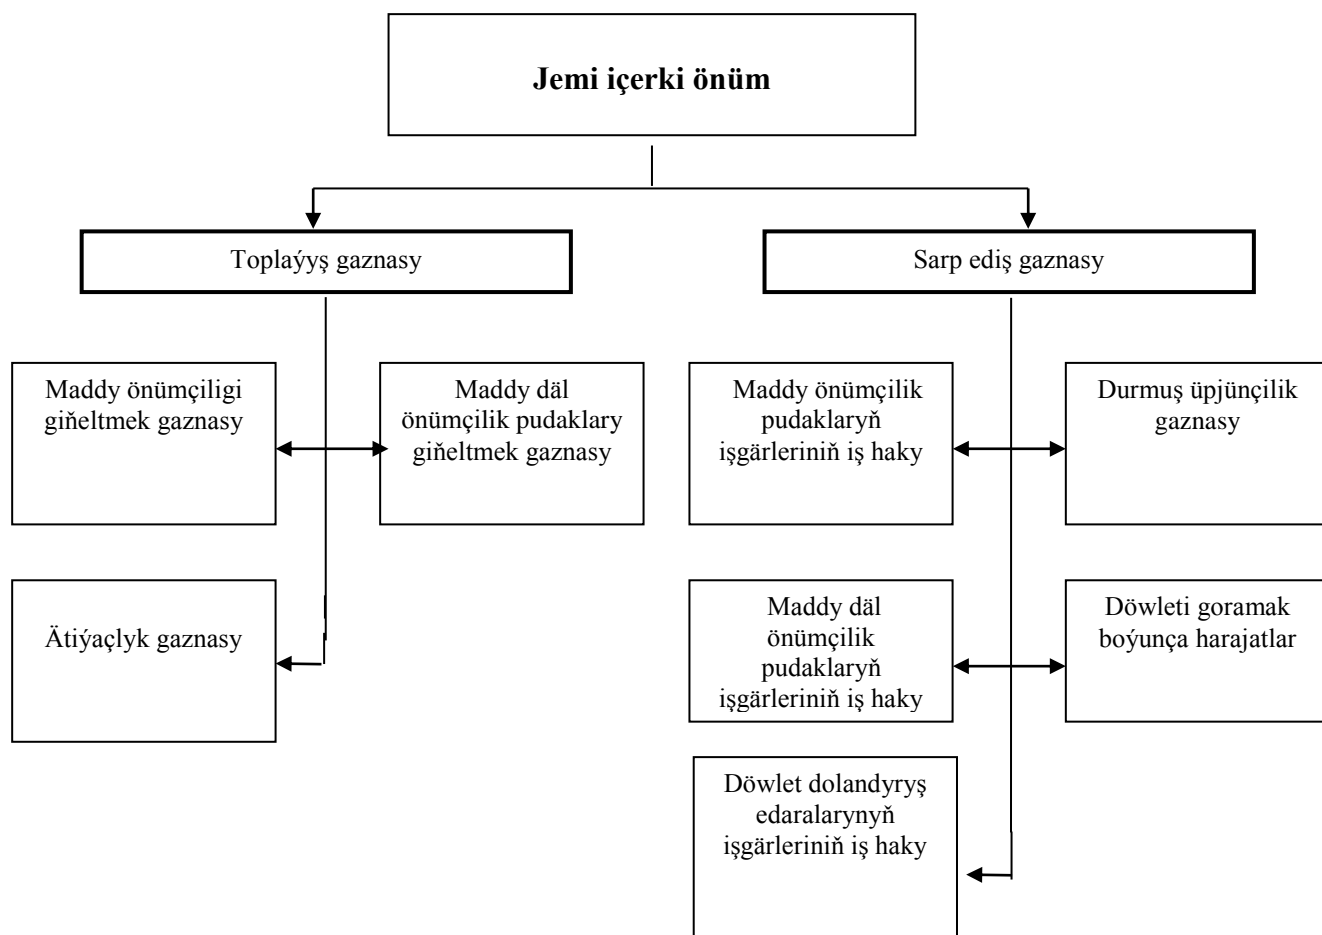 Jemi içerki önüm
Toplaýyş gaznasy
Sarp ediş gaznasy
Maddy önümçiligi
giňeltmek gaznasy
Maddy däl
önümçilik pudaklary
giňeltmek gaznasy
Maddy önümçilik
pudaklaryň
işgärleriniň iş haky
Durmuş üpjünçilik
gaznasy
Ätiýaçlyk gaznasy
Maddy däl
önümçilik
pudaklaryň
işgärleriniň iş haky
Döwleti goramak
boýunça harajatlar
Döwlet dolandyryş
edaralarynyň
işgärleriniň iş haky